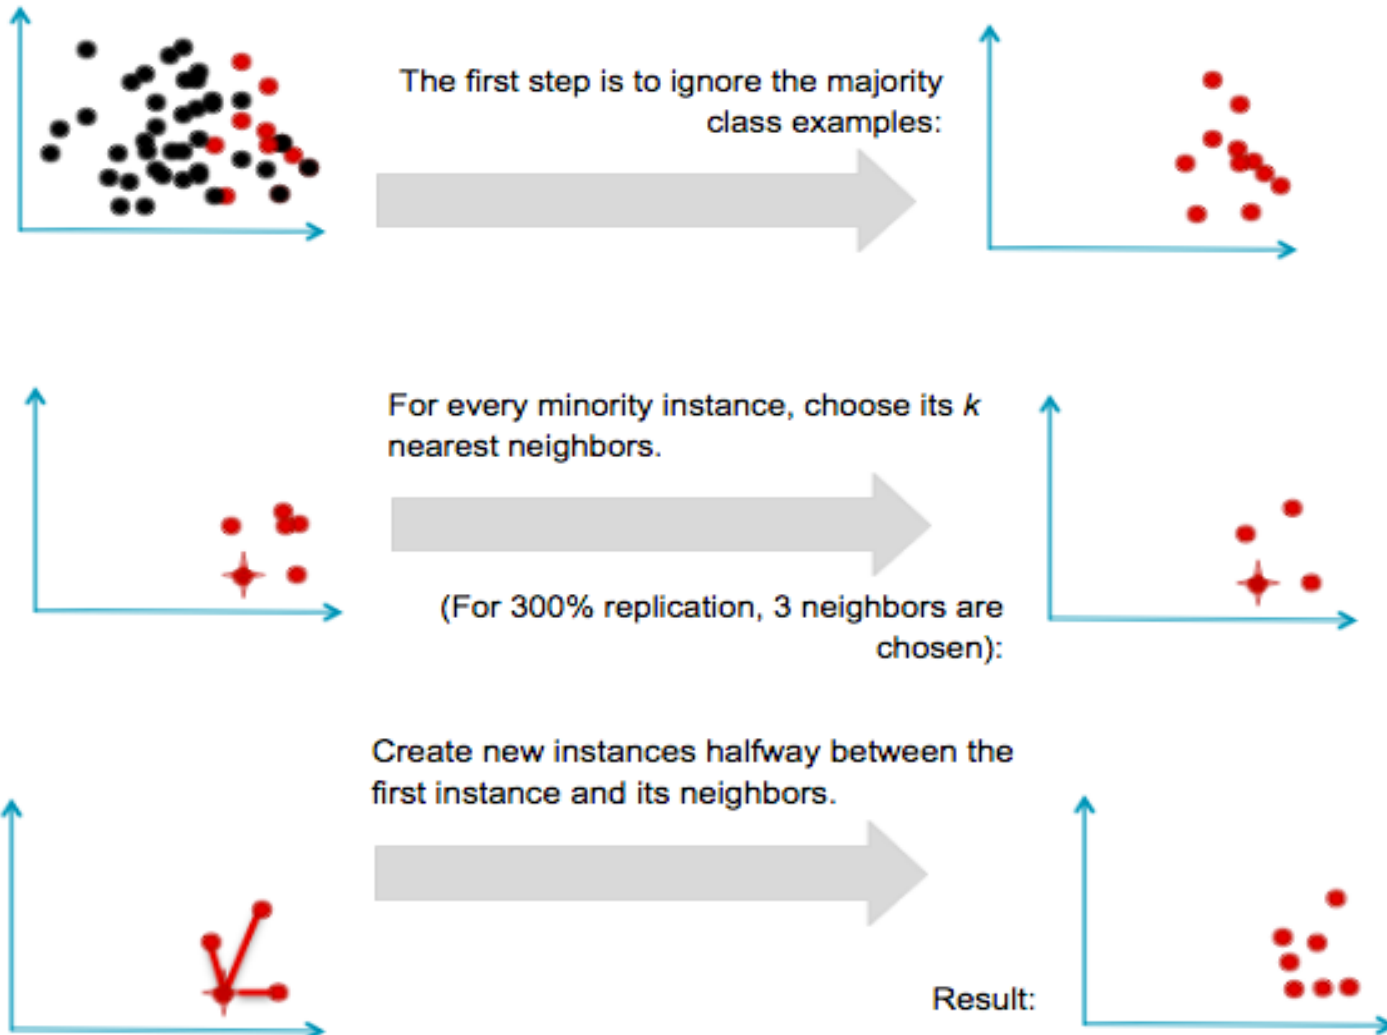 The first step is to ignore the majority
class examples:
For every minority instance, choose its k
nearest neighbors.
(For 300% replication, 3 neighbors are
chosen):
Create new instances halfway between the
first instance and its neighbors.
Result: